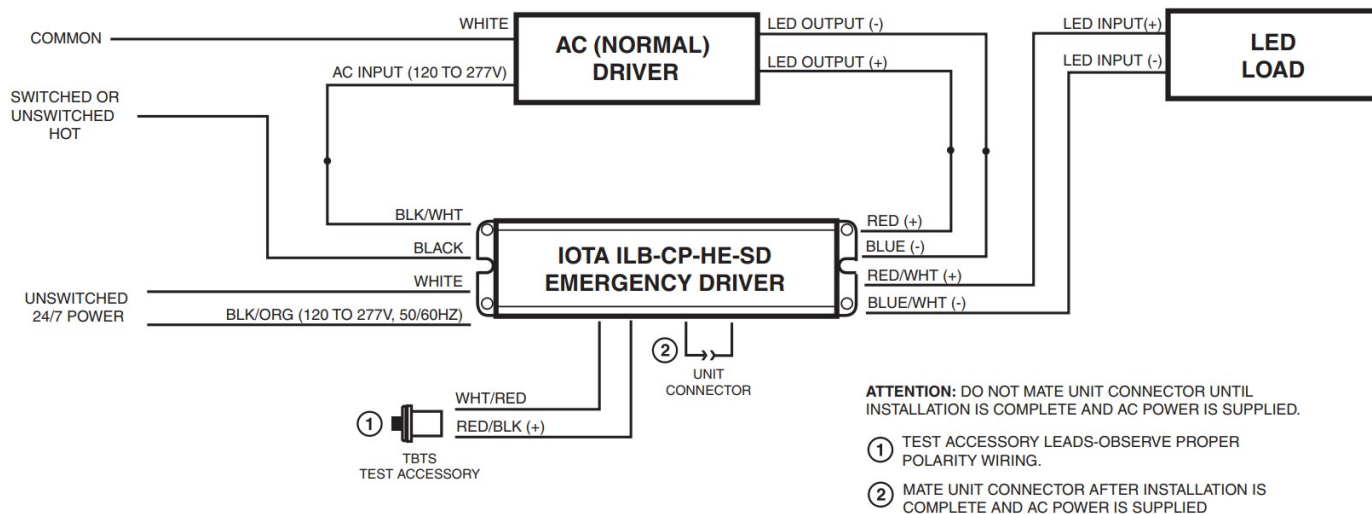 COMMON
WHITE
AC (NORMAL)
DRIVER
LED OUTPUT (-)
LED OUTPUT (+)
LED INPUT(+)
LED INPUT (-)
LED
LOAD
AC INPUT (120 TO 277V)
SWITCHED OR
UNSWITCHED
HOT
BLK/WHT
BLACK
WHITE
BLK/ORG (120 TO 277V, 50/60HZ)
UNSWITCHED
24/7 POWER
IOTA ILB-CP-HE-SD
EMERGENCY DRIVER
RED (+)
BLUE (-)
RED/WHT (+)
BLUE/WHT (-)
2
UNIT
CONNECTOR
1
WHT/RED
RED/BLK (+)
TBTS
TEST ACCESSORY
ATTENTION: DO NOT MATE UNIT CONNECTOR UNTIL
INSTALLATION IS COMPLETE AND AC POWER IS SUPPLIED.
1 TEST ACCESSORY LEADS-OBSERVE PROPER
POLARITY WIRING.
2 MATE UNIT CONNECTOR AFTER INSTALLATION IS
COMPLETE AND AC POWER IS SUPPLIED